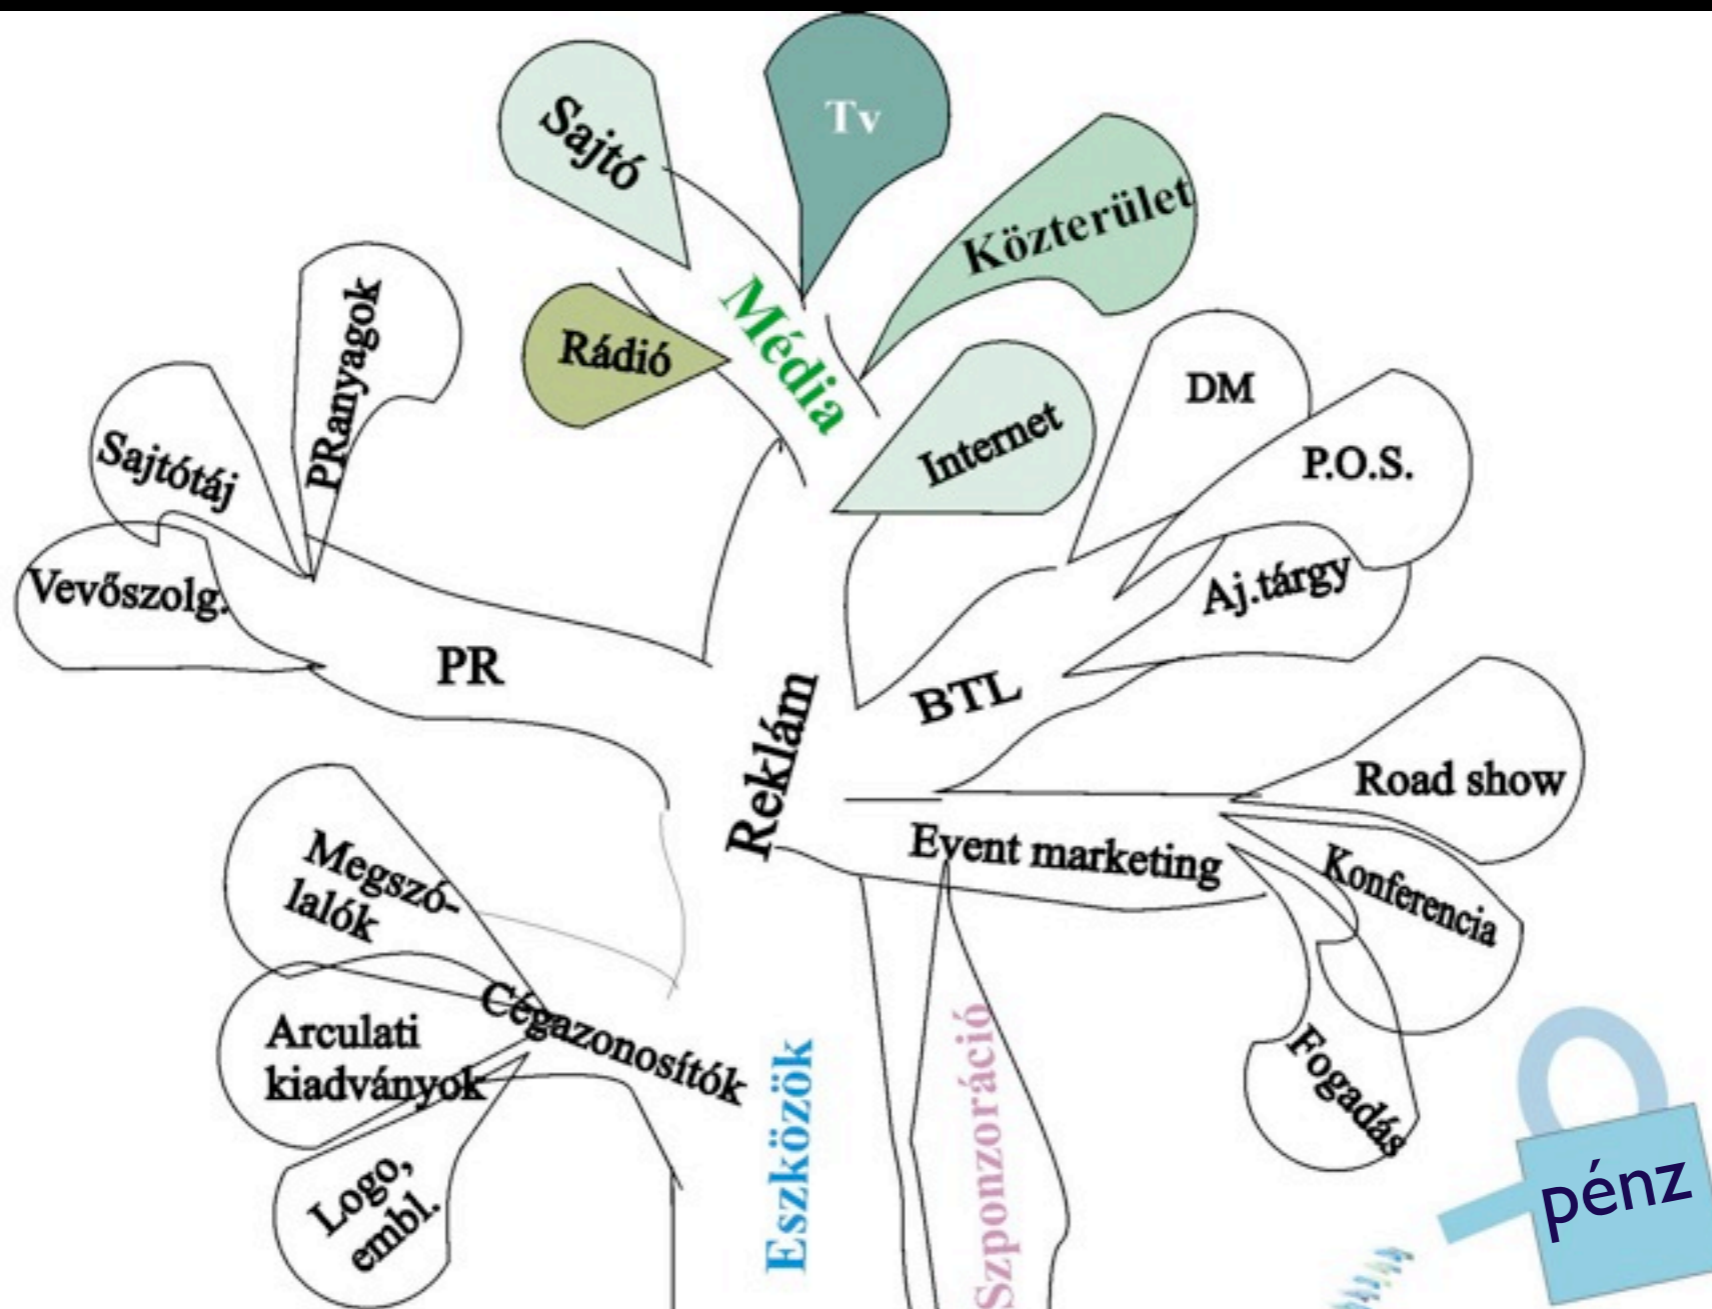 Sajtó
Tv
Közterület
Rádió
Média
Internet
PRanyagok
Sajtótáj
Vevőszolg.
PR
DM
P.O.S.
Aj.tárgy
BTL
Reklám
Road show
Event marketing
Konferencia
Fogadás
Megszó-
lalók
Cégazonosítók
Arculati
kiadványok
Logo,
embl.
Eszközök
Szponzoráció
pénz